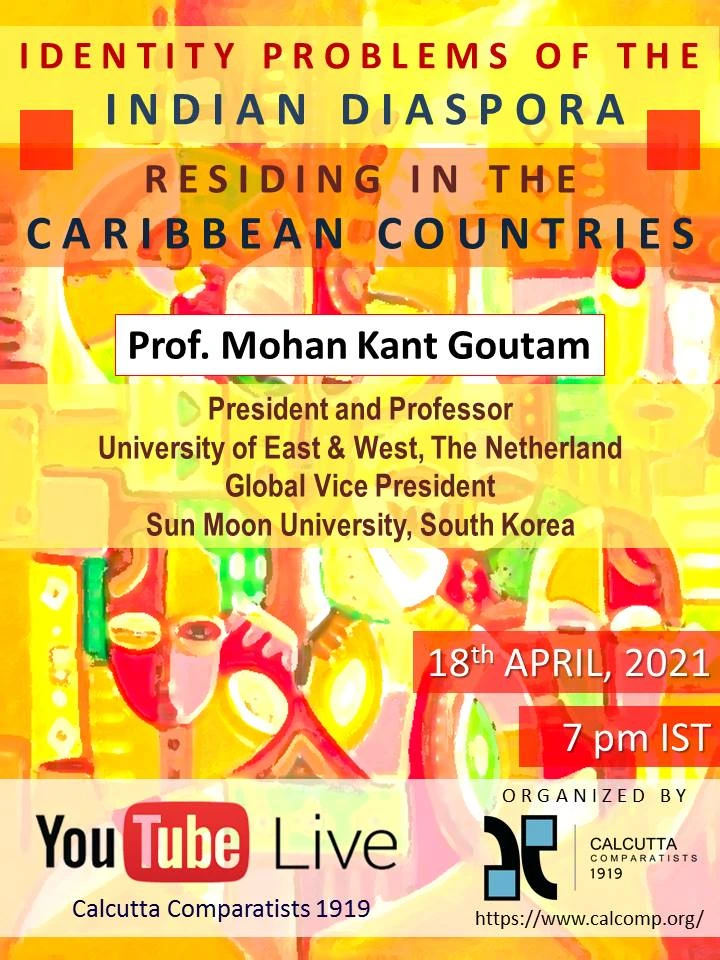 IDENTITY PROBLEMS OF THE
INDIAN DIASPORA
RESIDING IN THE
CARIBBEAN COUNTRIES
Prof. Mohan Kant Goutam
President and Professor
University of East & West, The Netherland
Global Vice President
Sun Moon University, South Korea
18th APRIL, 2021
7 pm IST
YouTube Live
Calcutta Comparatists 1919
ORGANIZED BY
CALCUTTA
COMPARATISTS
1919
https://www.calcomp.org/